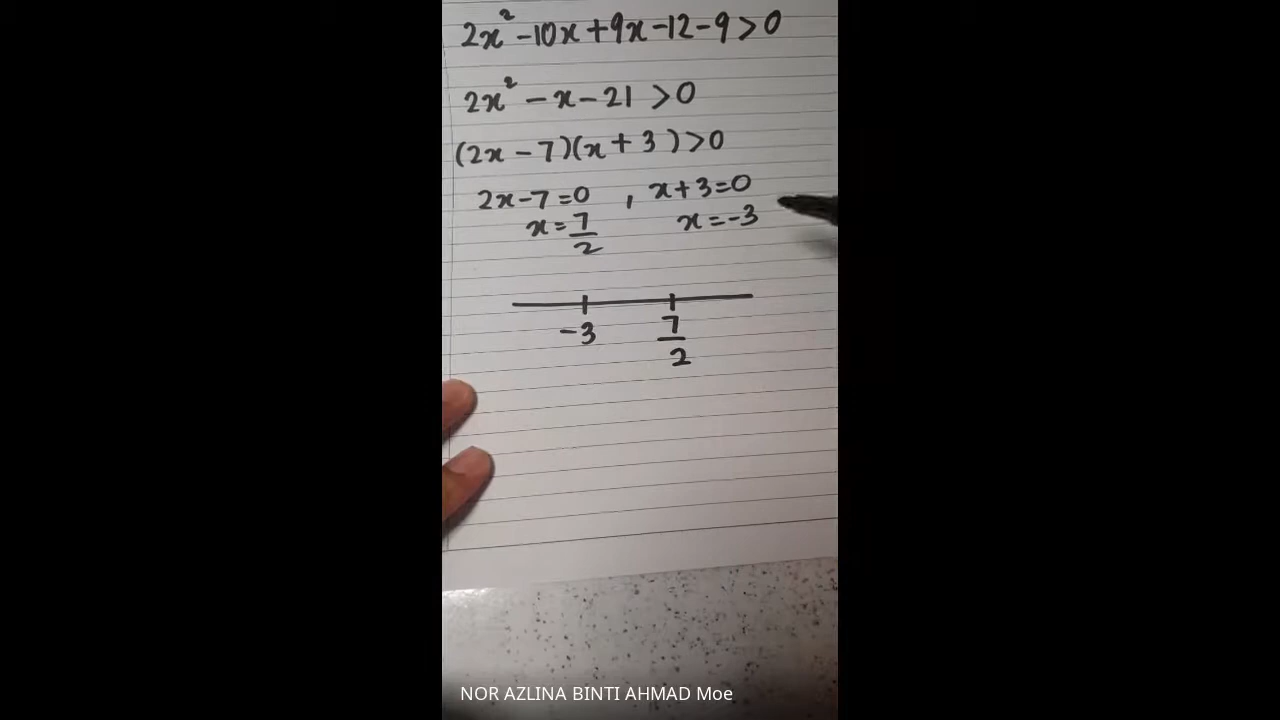 2x² - 10x + 9x - 12 - 9 > 0
2x² - x - 21 > 0
(2x - 7)(x + 3) > 0
2x - 7 = 0 , x + 3 = 0
x = 7/2 x = -3
-3 7/2
NOR AZLINA BINTI AHMAD Moe